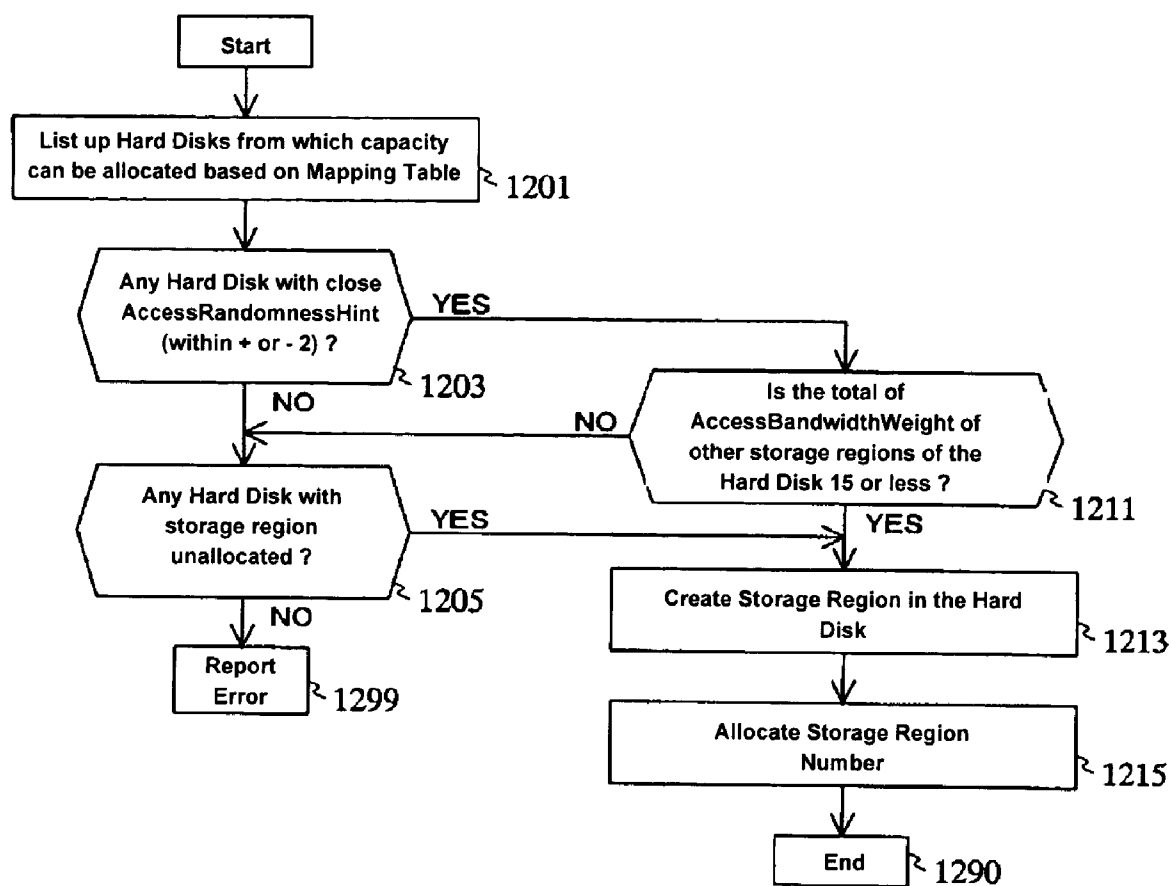 Start
List up Hard Disks from which capacity
can be allocated based on Mapping Table
1201
Any Hard Disk with close
AccessRandomnessHint
(within + or - 2) ?
1203
YES
NO
Is the total of
AccessBandwidthWeight of
other storage regions of the
Hard Disk 15 or less ?
1211
NO
YES
Any Hard Disk with
storage region
unallocated ?
1205
YES
NO
Report
Error
1299
Create Storage Region in the Hard
Disk
1213
Allocate Storage Region
Number
1215
End
1290